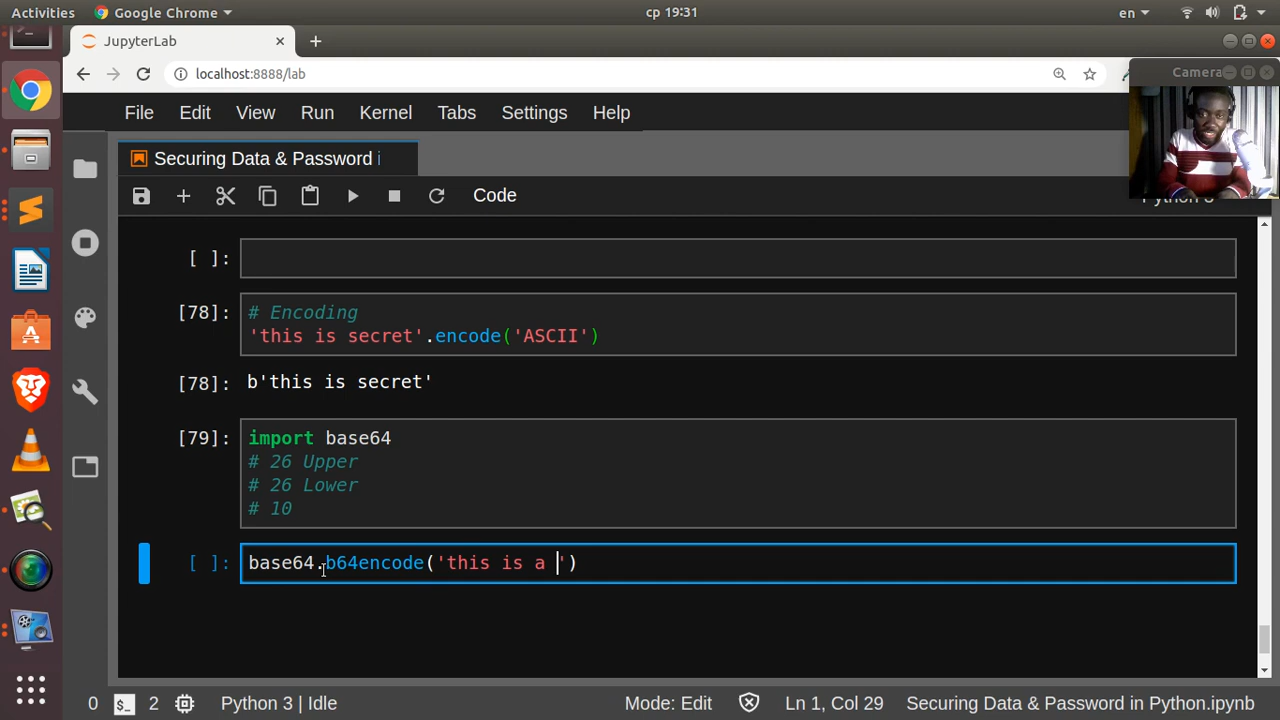 Activities Google Chrome ср 19:31 en
JupyterLab
localhost:8888/lab
Camera
File Edit View Run Kernel Tabs Settings Help
Securing Data & Password i
Code Python 3
[ ]:
[78]: # Encoding
'this is secret'.encode('ASCII')
[78]: b'this is secret'
[79]: import base64
# 26 Upper
# 26 Lower
# 10
[ ]: base64.b64encode('this is a ')
0 $_ 2 Python 3 | Idle Mode: Edit Ln 1, Col 29 Securing Data & Password in Python.ipynb